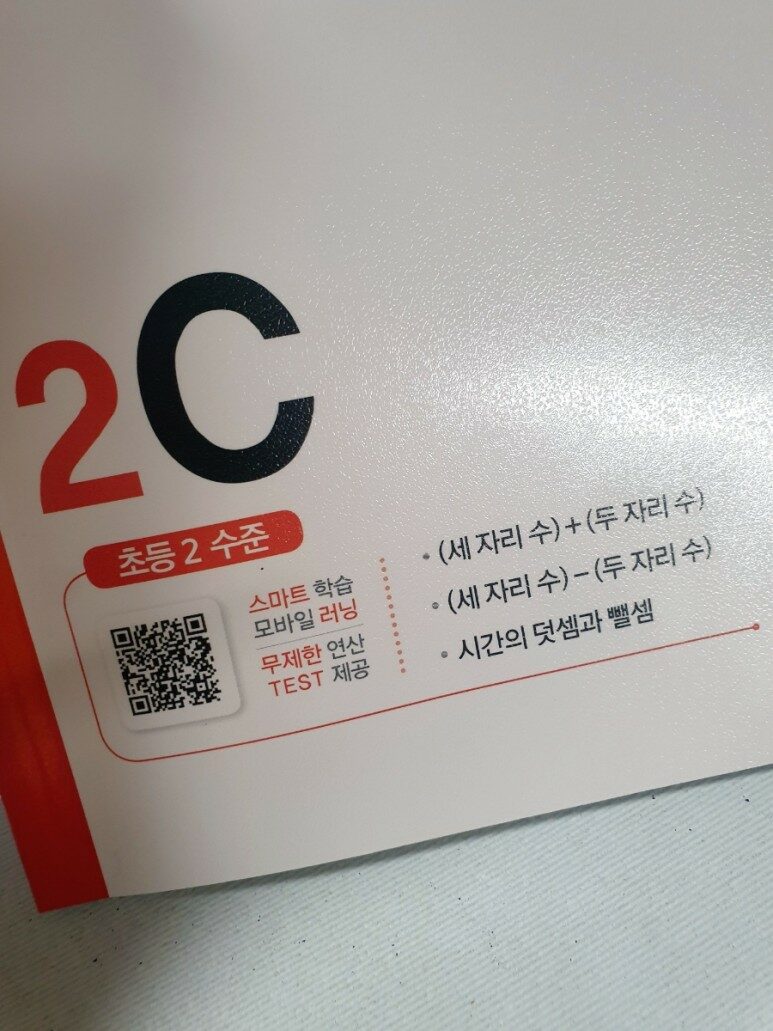 2C
초등 2 수준
스마트 학습
모바일 러닝
무제한 연산
TEST 제공
• (세 자리 수)+(두 자리 수)
• (세 자리 수)−(두 자리 수)
• 시간의 덧셈과 뺄셈